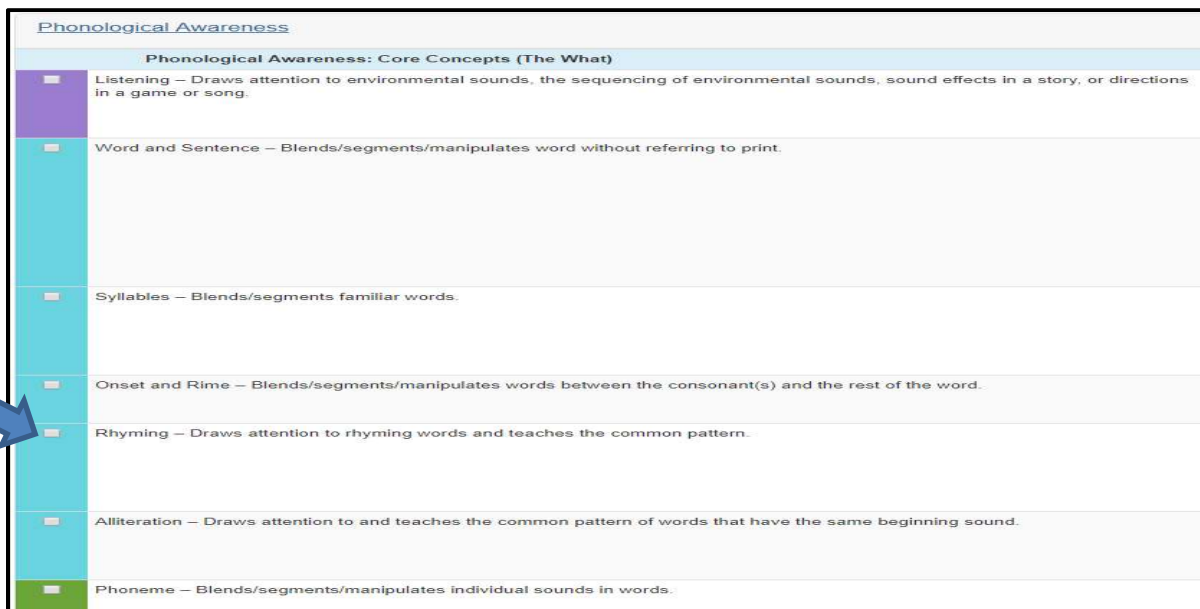 Phonological Awareness
Phonological Awareness: Core Concepts (The What)
Listening – Draws attention to environmental sounds, the sequencing of environmental sounds, sound effects in a story, or directions
in a game or song.
Word and Sentence – Blends/segments/manipulates word without referring to print.
Syllables – Blends/segments familiar words.
Onset and Rime – Blends/segments/manipulates words between the consonant(s) and the rest of the word.
Rhyming – Draws attention to rhyming words and teaches the common pattern.
Alliteration – Draws attention to and teaches the common pattern of words that have the same beginning sound.
Phoneme – Blends/segments/manipulates individual sounds in words.